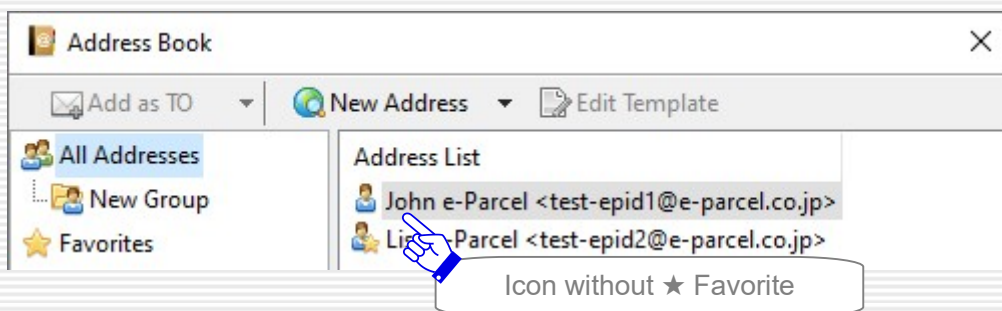 Address Book
Add as TO New Address Edit Template
All Addresses
New Group
Favorites
Address List
John e-Parcel <test-epid1@e-parcel.co.jp>
-Parcel <test-epid2@e-parcel.co.jp>
Icon without ★ Favorite